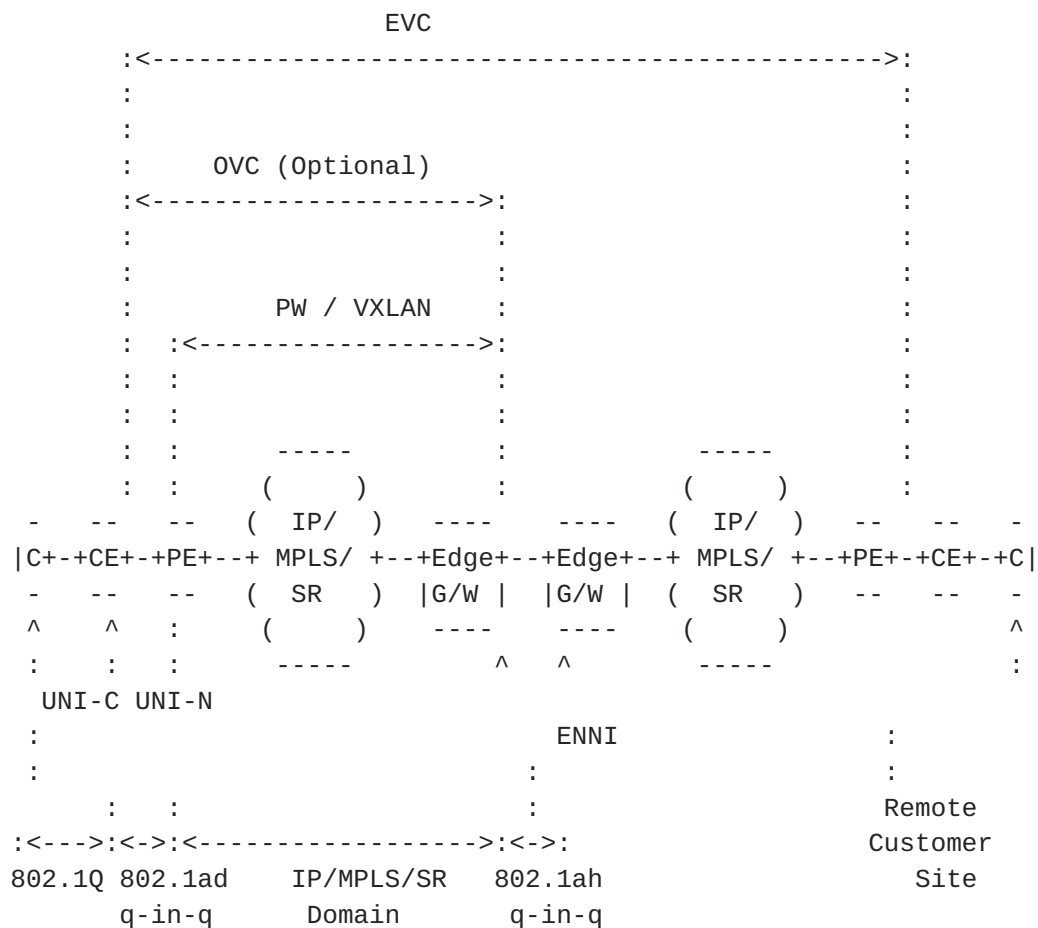 EVC
       :<----------------------------------------------->:
       :                                                 :
       :                                                 :
       :     OVC (Optional)                              :
       :<--------------------->:                         :
       :                       :                         :
       :                       :                         :
       :         PW / VXLAN    :                         :
       :  :<------------------>:                         :
       :  :                    :                         :
       :  :                    :                         :
       :  :      -----         :            -----        :
       :  :     (     )        :           (     )       :
 -   --   --   (  IP/  )  ----    ----   (  IP/  )   --   --   -
|C+-+CE+-+PE+--+ MPLS/ +--+Edge+--+Edge+--+ MPLS/ +--+PE+-+CE+-+C|
 -   --   --   (  SR   )  |G/W |  |G/W |  (  SR   )   --   --   -
 ^    ^   :     (     )    ----    ----    (     )              ^
 :    :   :      -----         ^   ^        -----               :
  UNI-C UNI-N
 :                                 ENNI                 :
 :                               :                      :
      :   :                      :                      Remote
:<--->:<->:<------------------>:<->:                   Customer
802.1Q 802.1ad    IP/MPLS/SR   802.1ah                    Site
       q-in-q      Domain       q-in-q